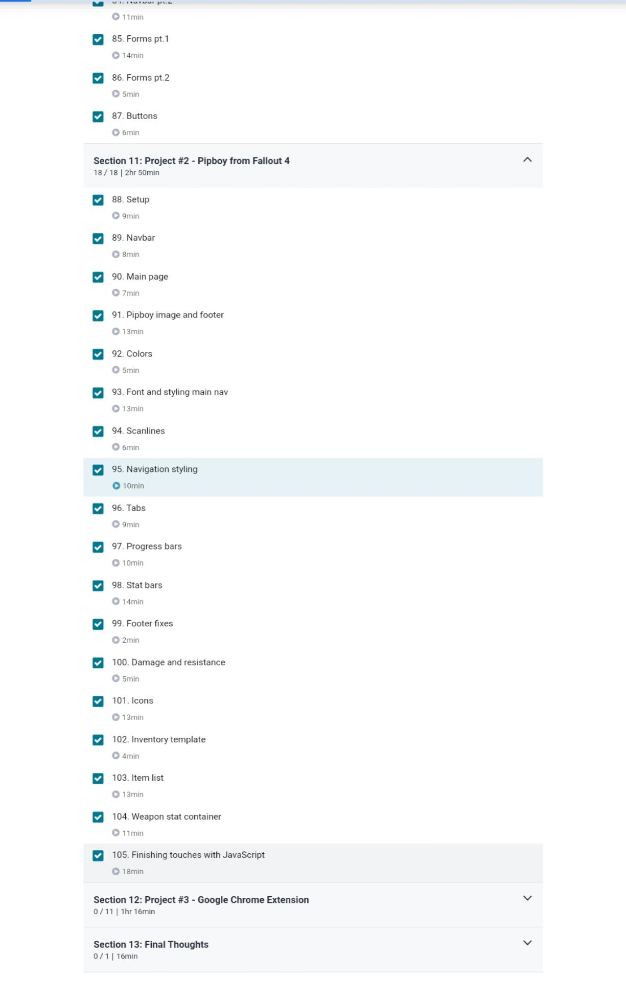 84. Navbar pt.2
11min
85. Forms pt.1
14min
86. Forms pt.2
5min
87. Buttons
6min
Section 11: Project #2 - Pipboy from Fallout 4
18 / 18 | 2hr 50min
88. Setup
9min
89. Navbar
8min
90. Main page
7min
91. Pipboy image and footer
13min
92. Colors
5min
93. Font and styling main nav
13min
94. Scanlines
6min
95. Navigation styling
10min
96. Tabs
9min
97. Progress bars
10min
98. Stat bars
14min
99. Footer fixes
2min
100. Damage and resistance
5min
101. Icons
13min
102. Inventory template
4min
103. Item list
13min
104. Weapon stat container
11min
105. Finishing touches with JavaScript
18min
Section 12: Project #3 - Google Chrome Extension
0 / 11 | 1hr 16min
Section 13: Final Thoughts
0 / 1 | 16min